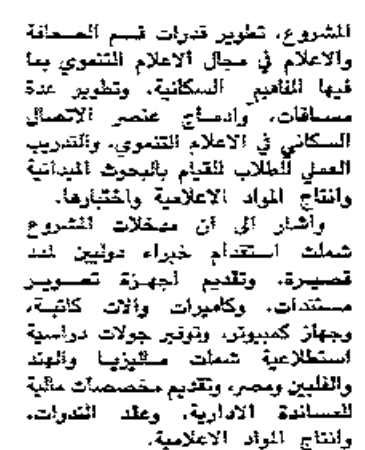 المشروع، تطوير قدرات قسم الصحافة
والاعلام في مجال الاعلام التنموي بما
فيها المفاهيم السكانية، وتطوير عدة
مساقات، وادماج عنصر الاتصال
السكاني في الاعلام التنموي، والتدريب
العملي للطلاب للقيام بالبحوث الميدانية
وانتاج المواد الاعلامية واختبارها.
وأشار الى ان مدخلات المشروع
شملت استقدام خبراء دوليين لمدد
قصيرة، وتقديم اجهزة تصوير
مستندات، وكاميرات وآلات كاتبة،
وجهاز كمبيوتر، وتوفير جولات دراسية
استطلاعية شملت ماليزيا والهند
والفلبين ومصر، وتقديم مخصصات مالية
للمساندة الادارية، وعقد الندوات،
وانتاج المواد الاعلامية.